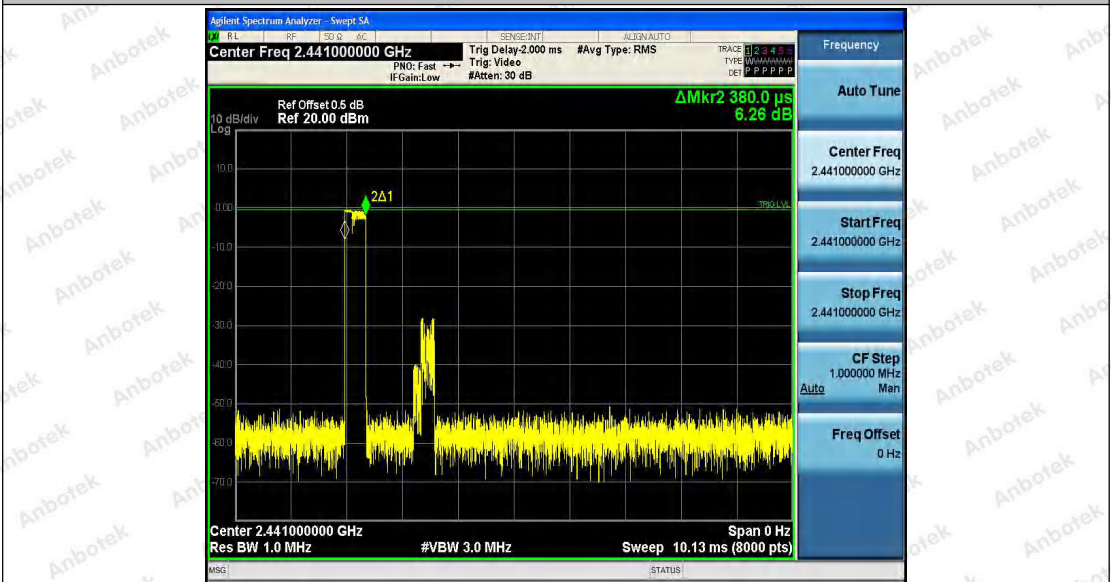 Agilent Spectrum Analyzer - Swept SA
RL RF 50 Ω AC SENSE:INT ALIGNAUTO
Center Freq 2.441000000 GHz
PNO: Fast
IFGain:Low
Trig Delay-2.000 ms
Trig: Video
#Atten: 30 dB
#Avg Type: RMS
TRACE 1 2 3 4 5 6
TYPE
DET P P P P P P
ΔMkr2 380.0 µs
6.26 dB
Ref Offset 0.5 dB
10 dB/div Ref 20.00 dBm
Log
10.0
0.00
-10.0
-20.0
-30.0
-40.0
-50.0
-60.0
-70.0
2Δ1
TRIG LVL
Center 2.441000000 GHz
Span 0 Hz
Res BW 1.0 MHz
#VBW 3.0 MHz
Sweep 10.13 ms (8000 pts)
MSG
STATUS
Frequency
Auto Tune
Center Freq
2.441000000 GHz
Start Freq
2.441000000 GHz
Stop Freq
2.441000000 GHz
CF Step
1.000000 MHz
Auto Man
Freq Offset
0 Hz
Anbotek